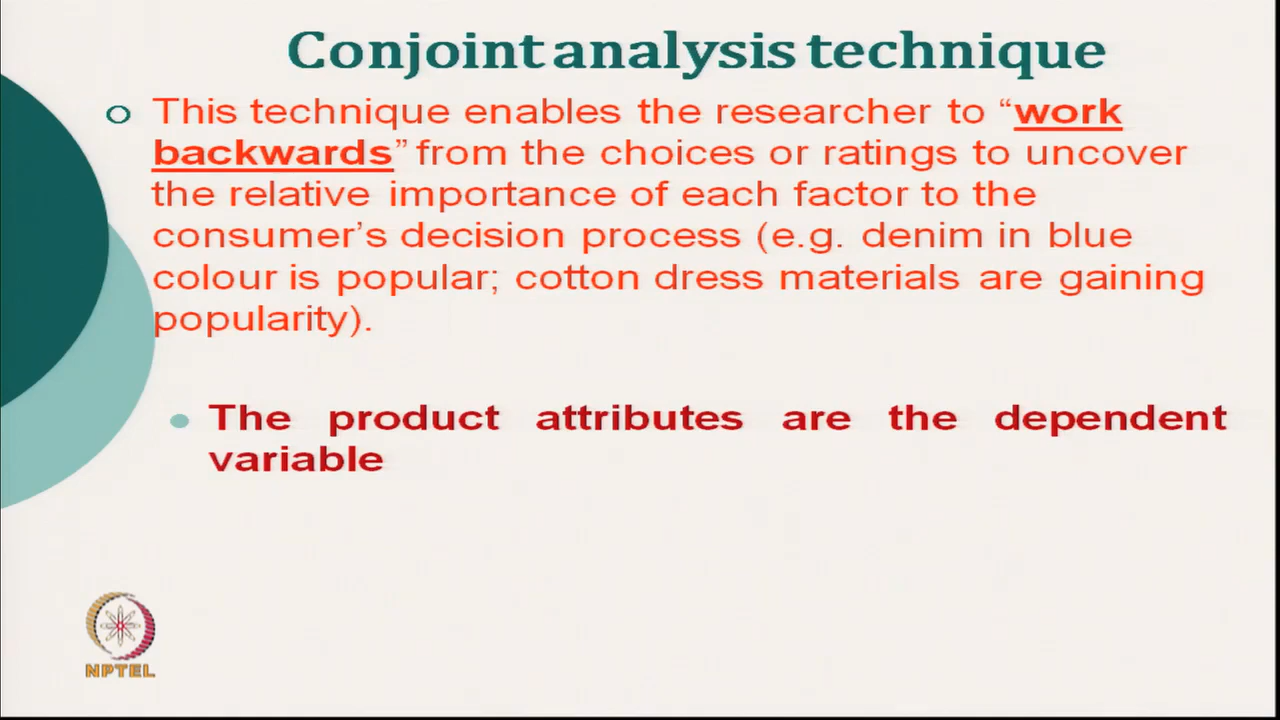 Conjoint analysis technique
This technique enables the researcher to “work
backwards” from the choices or ratings to uncover
the relative importance of each factor to the
consumer’s decision process (e.g. denim in blue
colour is popular; cotton dress materials are gaining
popularity).
The product attributes are the dependent
variable
NPTEL